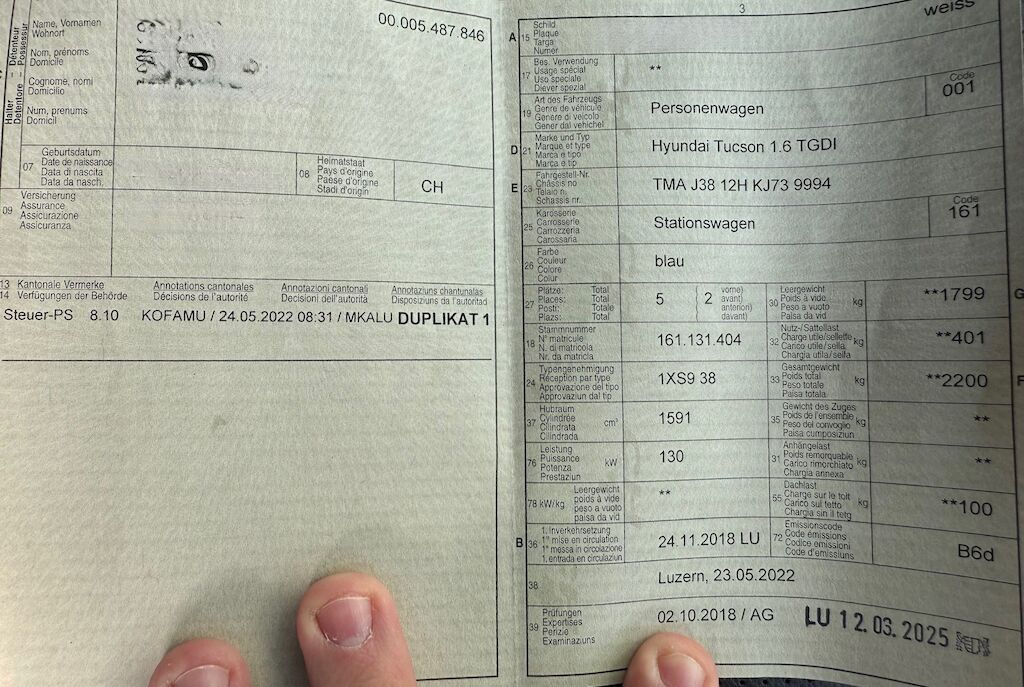 00.005.487.846
Halter – Détenteur
Detentore – Possessur
Name, Vornamen
Wohnort
Nom, prénoms
Domicile
Cognome, nomi
Domicilio
Num, prenums
Domicil
07
Geburtsdatum
Date de naissance
Data di nascita
Data da nasch.
08
Heimatstaat
Pays d'origine
Paese d'origine
Stadi d'origin
CH
09
Versicherung
Assurance
Assicurazione
Assicuranza
13 Kantonale Vermerke Annotations cantonales Annotazioni cantonali Annotaziuns chantunalas
14 Verfügungen der Behörde Décisions de l'autorité Decisioni dell'autorità Disposiziuns da l'autoritad
Steuer-PS 8.10 KOFAMU / 24.05.2022 08:31 / MKALU DUPLIKAT 1
3
weiss
A 15
Schild
Plaque
Targa
Numer
17
Bes. Verwendung
Usage spécial
Uso speciale
Diever spezial
**
19
Art des Fahrzeugs
Genre de véhicule
Genere di veicolo
Gener dal vehichel
Personenwagen
Code
001
D 21
Marke und Typ
Marque et type
Marca e tipo
Marca e tip
Hyundai Tucson 1.6 TGDI
E 23
Fahrgestell-Nr.
Châssis no
Telaio n.
Schassis nr.
TMA J38 12H KJ73 9994
25
Karosserie
Carrosserie
Carrozzeria
Carossaria
Stationswagen
Code
161
26
Farbe
Couleur
Colore
Colur
blau
27
Plätze: Total
Places: Total
Posti: Totale
Plazs: Total
5
(
2
vorne)
avant)
anteriori)
davant)
30
Leergewicht
Poids à vide
Peso a vuoto
Paisa da vid
kg
**1799
G
18
Stammnummer
N° matricule
N. di matricola
Nr. da matricla
161.131.404
32
Nutz-/Sattellast
Charge utile/sellette
Carico utile/sella
Chargia utila/sella
kg
**401
24
Typengenehmigung
Réception par type
Approvazione del tipo
Approvaziun dal tip
1XS9 38
33
Gesamtgewicht
Poids total
Peso totale
Paisa totala
kg
**2200
F
37
Hubraum
Cylindrée
Cilindrata
Cilindrada
cm³
1591
35
Gewicht des Zuges
Poids de l'ensemble
Peso del convoglio
Paisa cumposiziun
kg
**
76
Leistung
Puissance
Potenza
Prestaziun
kW
130
31
Anhängelast
Poids remorquable
Carico rimorchiato
Chargia annexa
kg
**
78 kW/kg
Leergewicht
poids à vide
peso a vuoto
paisa da vid
**
55
Dachlast
Charge sur le toit
Carico sul tetto
Chargia sin il tetg
kg
**100
B 36
1. Inverkehrsetzung
1re mise en circulation
1a messa in circolazione
1. entrada en circulaziun
24.11.2018 LU
72
Emissionscode
Code émissions
Codice emissioni
Code d'emissiuns
B6d
38
Luzern, 23.05.2022
39
Prüfungen
Expertises
Perizie
Examinaziuns
02.10.2018 / AG
LU 12.03.2025